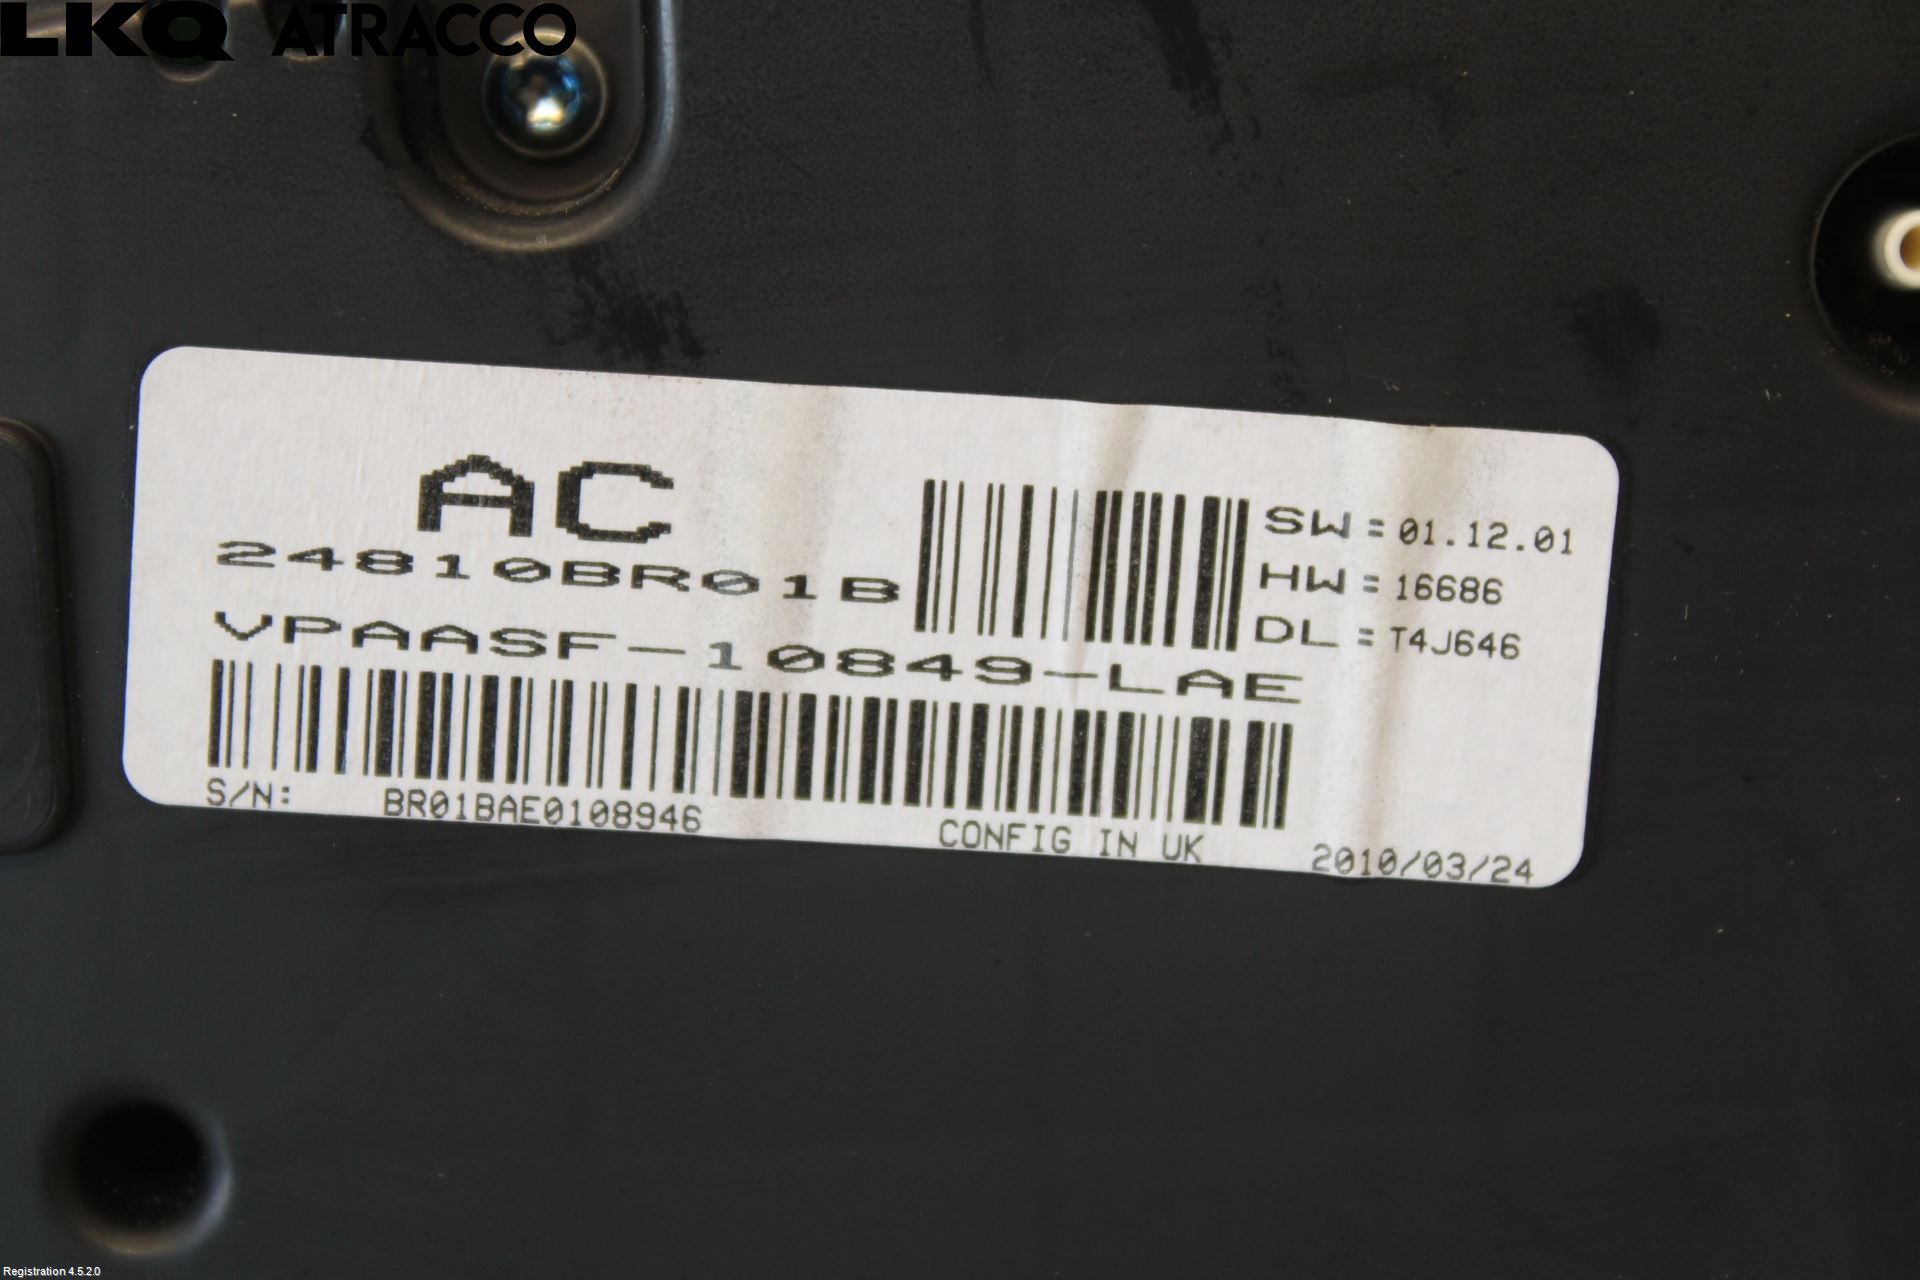 LKQ ATRACCO
AC
24810BR01B
VPAASF-10849-LAE
SW=01.12.01
HW=16686
DL=T4J646
S/N: BR01BAE0108946
CONFIG IN UK
2010/03/24
Registration 4.5.2.0